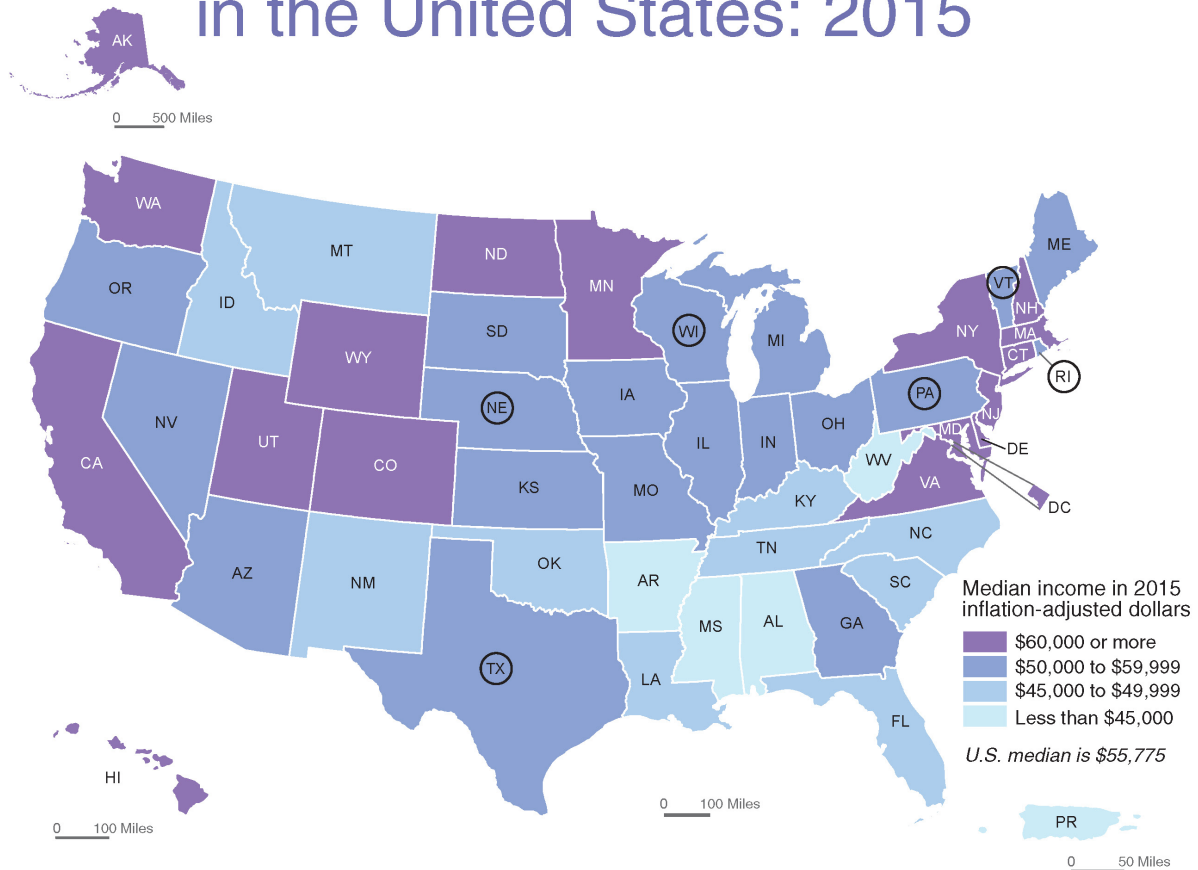 in the United States: 2015
AK
0 500 Miles
WA
MT
ND
MN
ME
OR
ID
SD
WI
MI
VT
NH
NY
MA
CT
RI
WY
NE
IA
PA
NV
UT
CO
IL
IN
OH
NJ
MD
DE
CA
KS
MO
WV
VA
DC
KY
AZ
NM
OK
TN
NC
AR
SC
MS
AL
GA
TX
LA
FL
Median income in 2015
inflation-adjusted dollars
$60,000 or more
$50,000 to $59,999
$45,000 to $49,999
Less than $45,000
U.S. median is $55,775
HI
0 100 Miles
0 100 Miles
PR
0 50 Miles